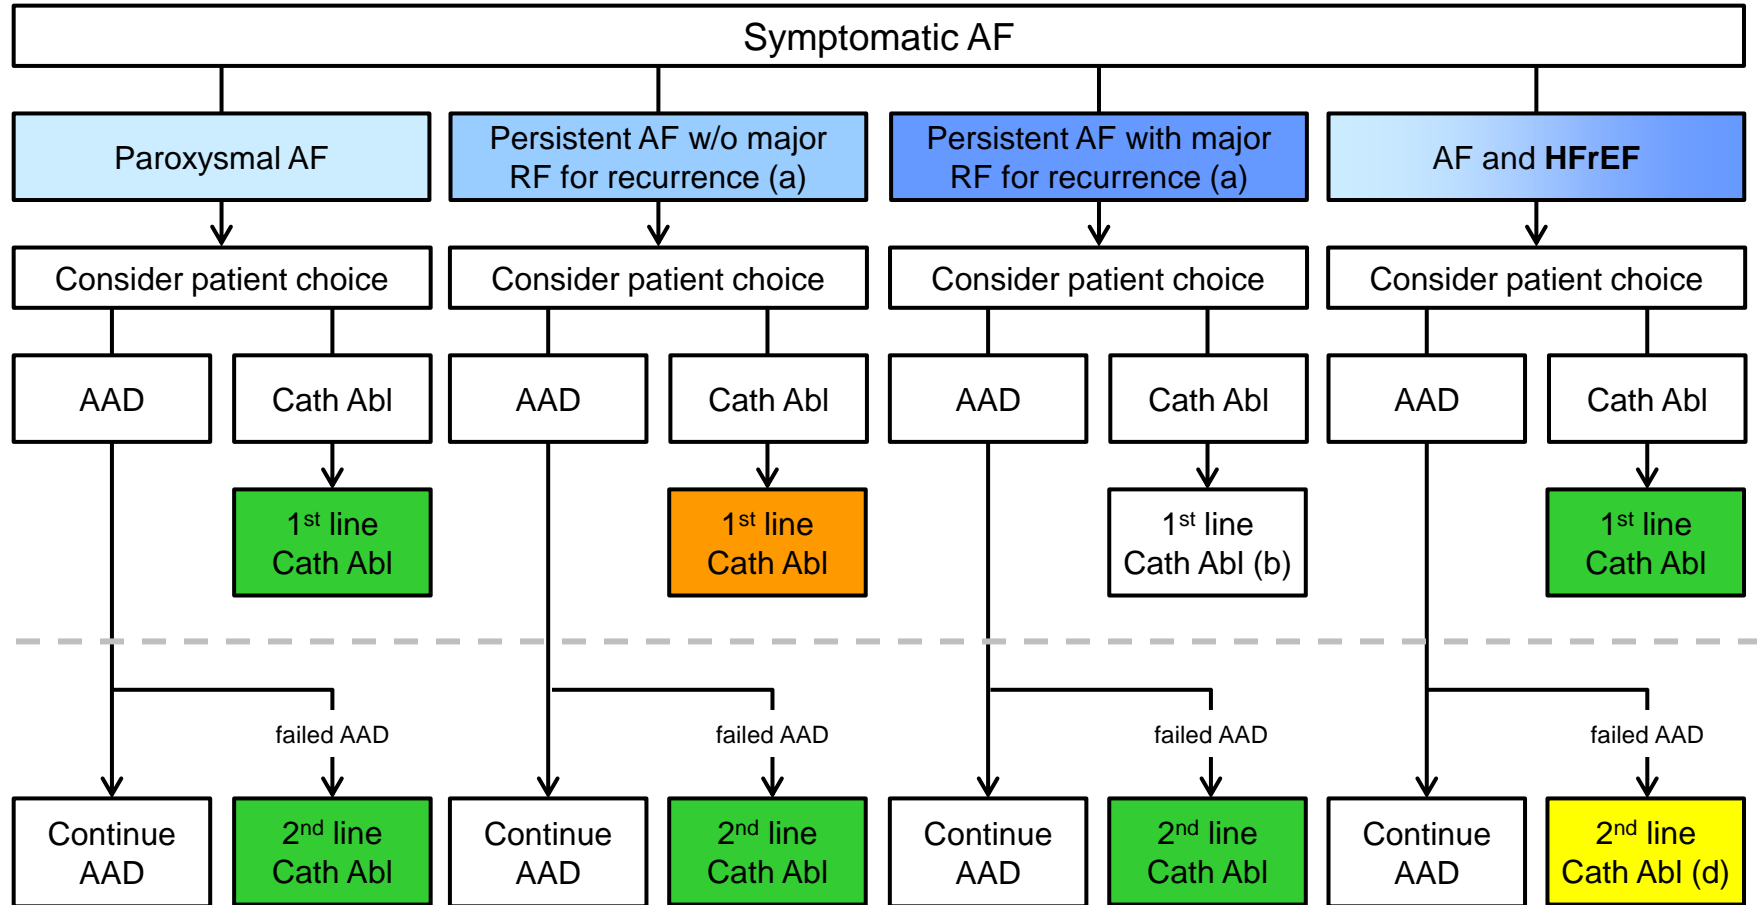 Symptomatic AF
Paroxysmal AF
Persistent AF w/o major
RF for recurrence (a)
Persistent AF with major
RF for recurrence (a)
AF and HFrEF
Consider patient choice
Consider patient choice
Consider patient choice
Consider patient choice
AAD
Cath Abl
AAD
Cath Abl
AAD
Cath Abl
AAD
Cath Abl
1st line
Cath Abl
1st line
Cath Abl
1st line
Cath Abl (b)
1st line
Cath Abl
failed AAD
failed AAD
failed AAD
failed AAD
Continue
AAD
2nd line
Cath Abl
Continue
AAD
2nd line
Cath Abl
Continue
AAD
2nd line
Cath Abl
Continue
AAD
2nd line
Cath Abl (d)